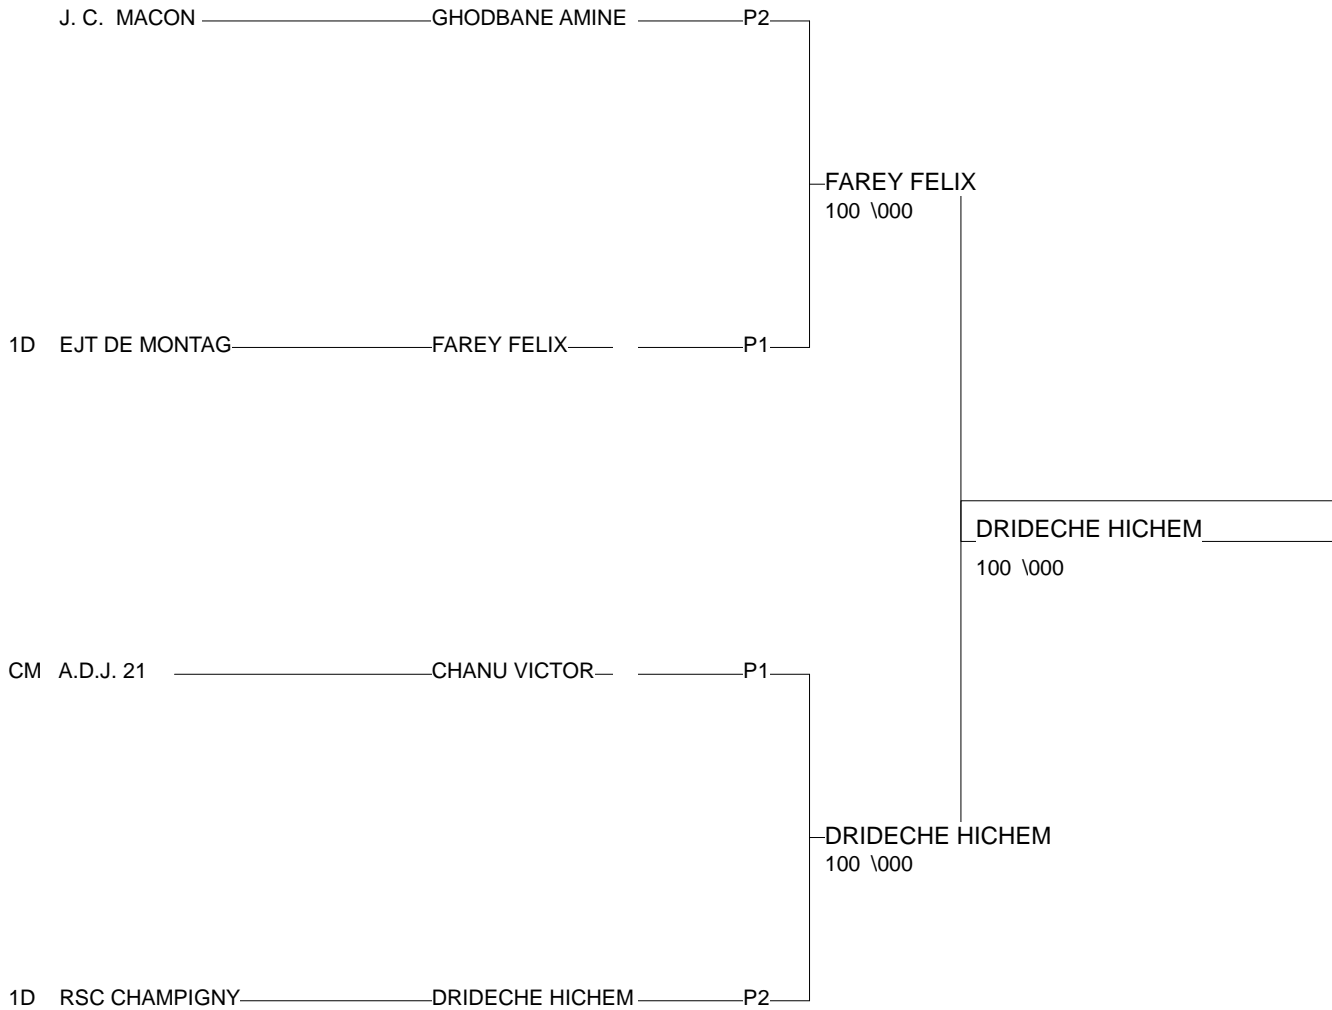 J. C. MACON GHODBANE AMINE P2
FAREY FELIX
100 \000
1D EJT DE MONTAG FAREY FELIX P1
DRIDECHE HICHEM
100 \000
CM A.D.J. 21 CHANU VICTOR P1
DRIDECHE HICHEM
100 \000
1D RSC CHAMPIGNY DRIDECHE HICHEM P2